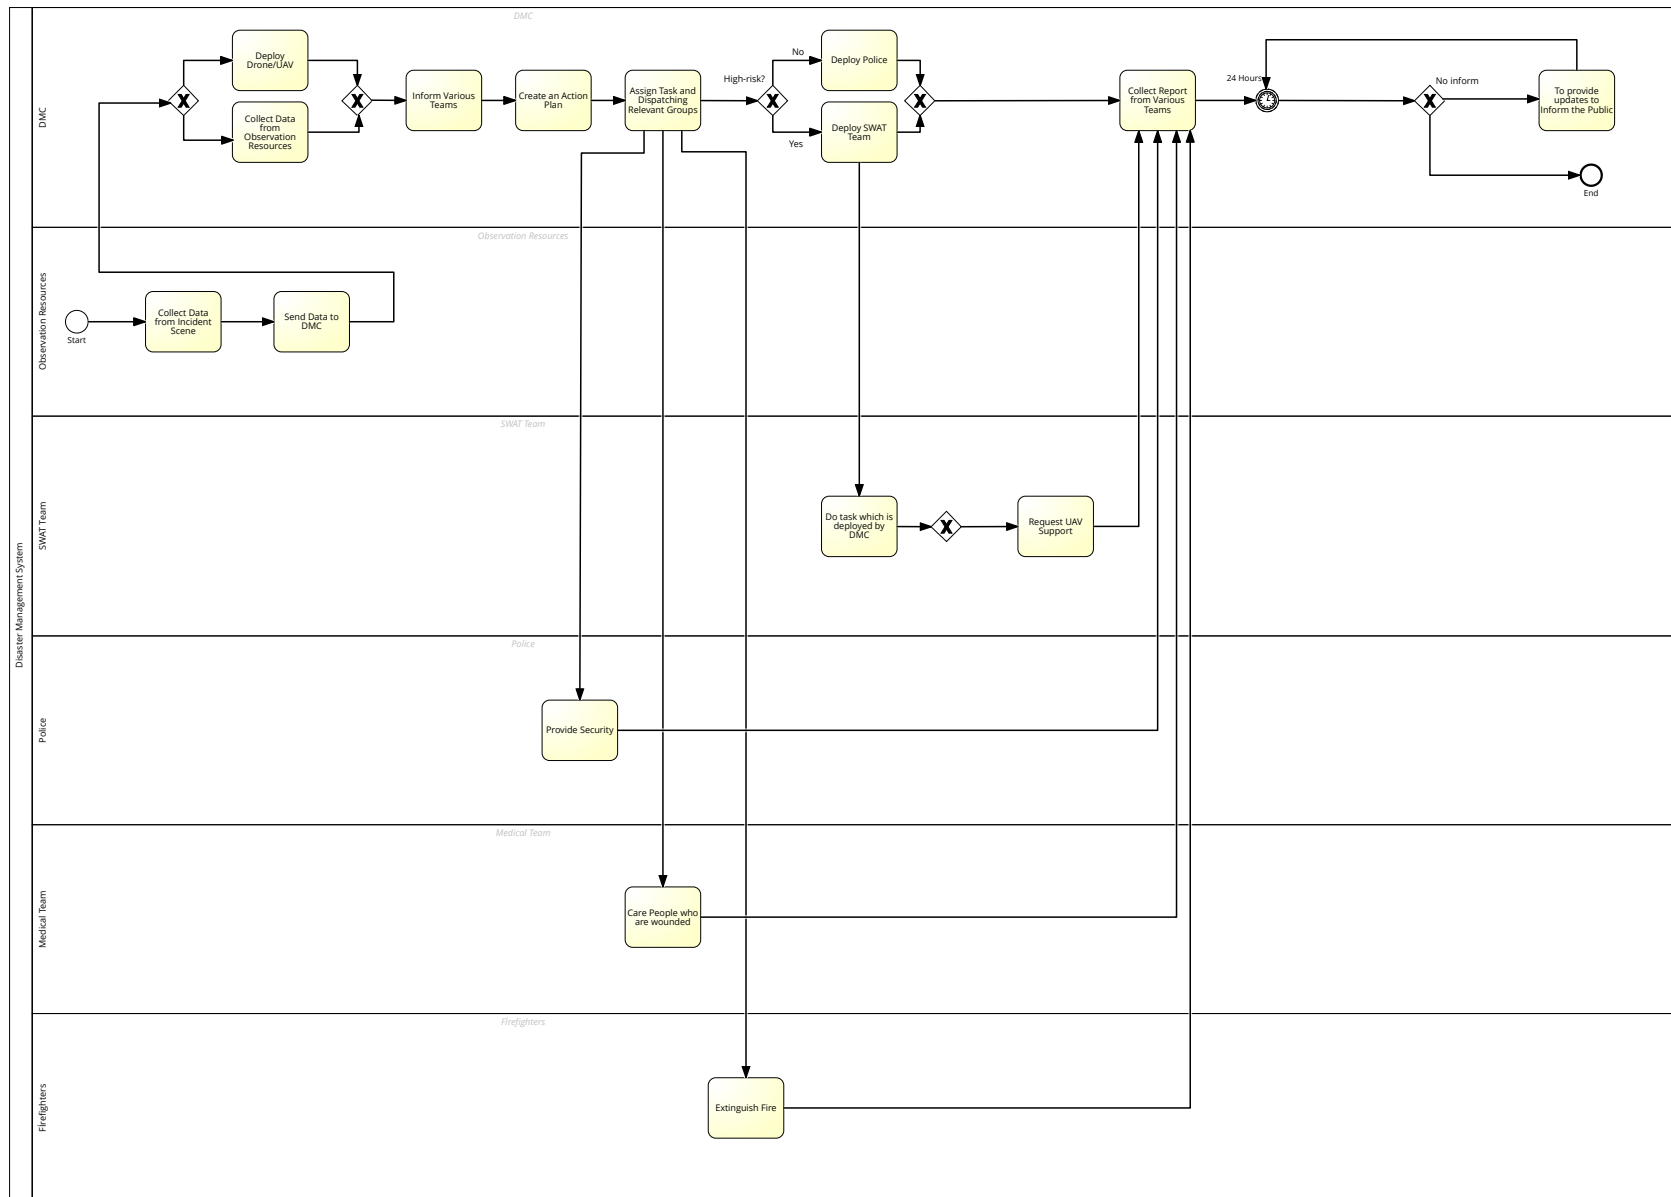 Disaster Management System
DMC
DMC
Deploy
Drone/UAV
Collect Data
from
Observation
Resources
Inform Various
Teams
Create an Action
Plan
Assign Task and
Dispatching
Relevant Groups
High-risk?
No
Yes
Deploy Police
Deploy SWAT
Team
Collect Report
from Various
Teams
24 Hours
No inform
To provide
updates to
Inform the Public
End
Observation Resources
Observation Resources
Start
Collect Data
from Incident
Scene
Send Data to
DMC
SWAT Team
SWAT Team
Do task which is
deployed by
DMC
Request UAV
Support
Police
Police
Provide Security
Medical Team
Medical Team
Care People who
are wounded
Firefighters
Firefighters
Extinguish Fire